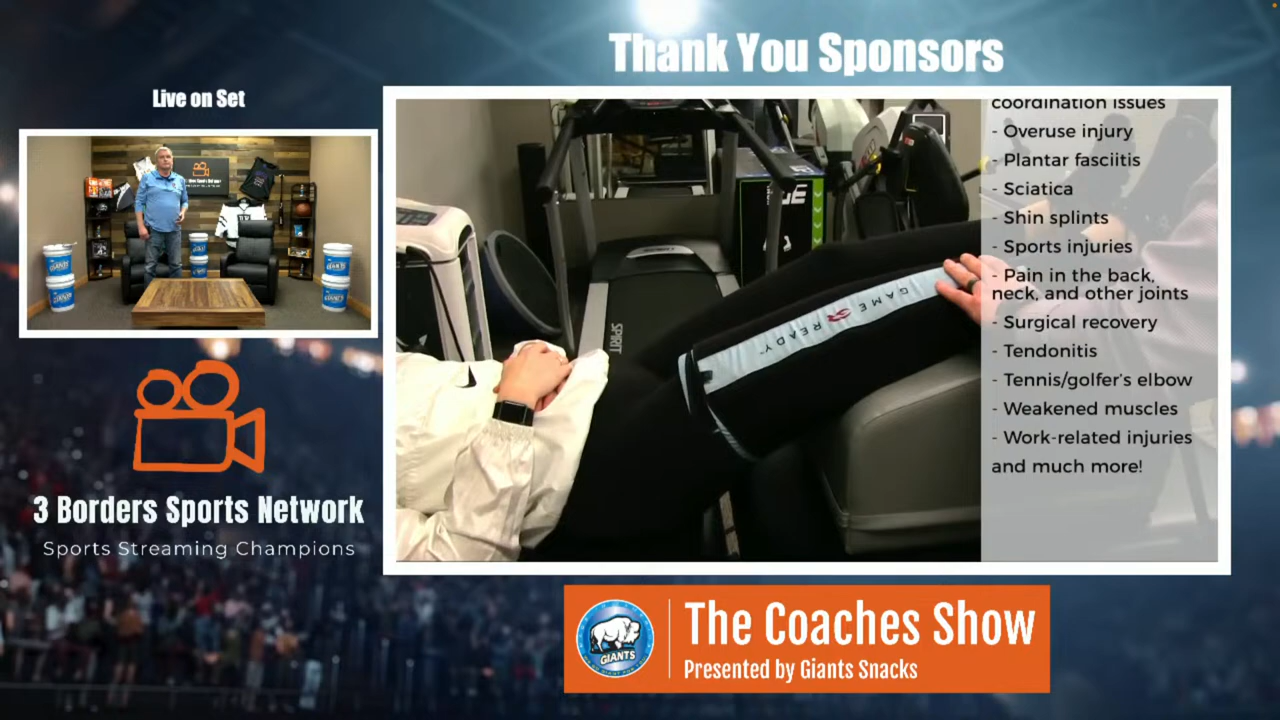 Thank You Sponsors
Live on Set
coordination issues
- Overuse injury
- Plantar fasciitis
- Sciatica
- Shin splints
- Sports injuries
- Pain in the back,
neck, and other joints
- Surgical recovery
- Tendonitis
- Tennis/golfer's elbow
- Weakened muscles
- Work-related injuries
and much more!
GAME READY
SPIRIT
3 Borders Sports Network
Sports Streaming Champions
GIANTS
The Coaches Show
Presented by Giants Snacks